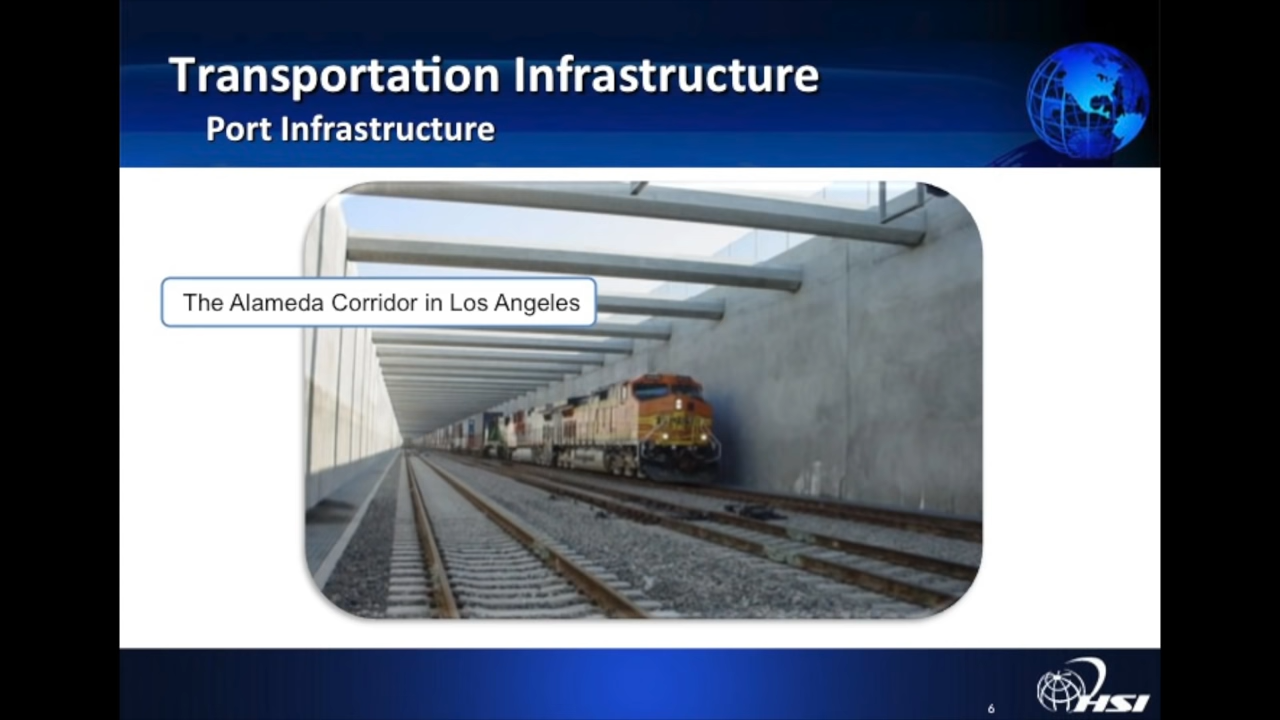 Transportation Infrastructure
Port Infrastructure
The Alameda Corridor in Los Angeles
6
HSI